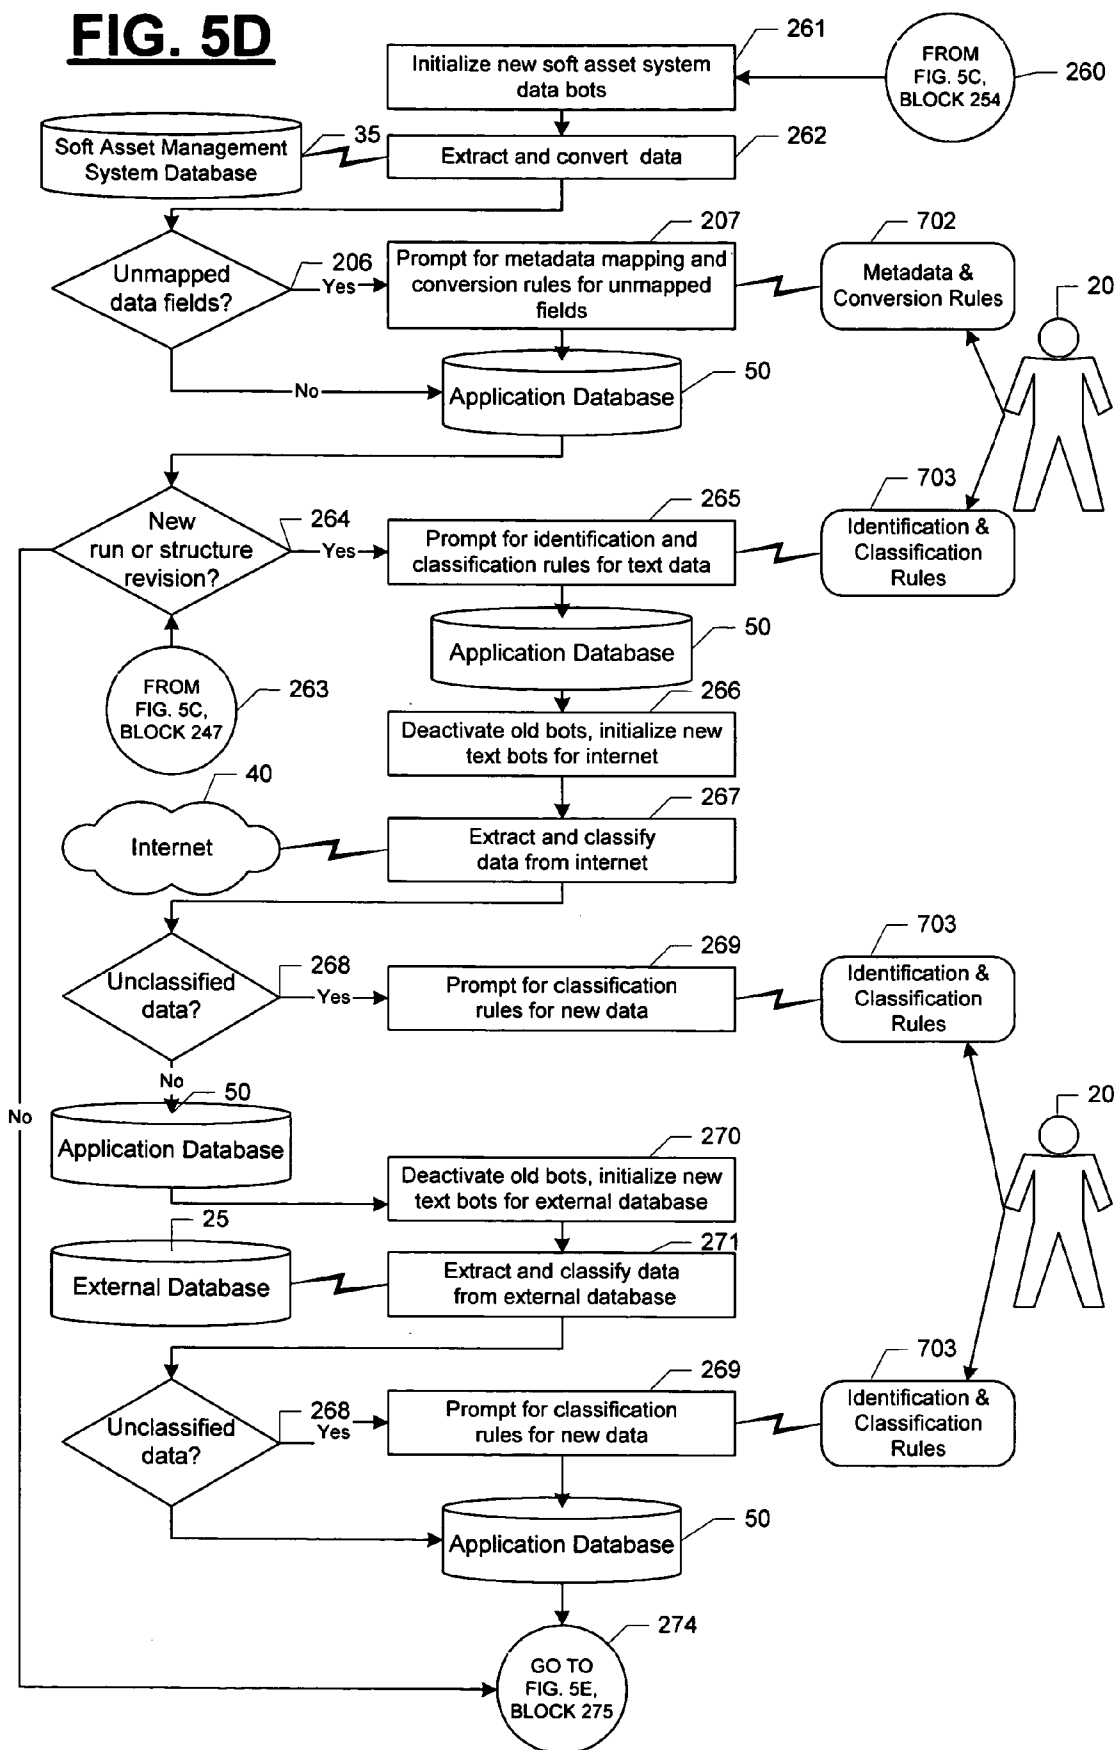 FIG. 5D
261
Initialize new soft asset system
data bots
FROM
FIG. 5C,
BLOCK 254
260
35
Soft Asset Management
System Database
262
Extract and convert data
207
702
Unmapped
data fields?
206
Yes
Prompt for metadata mapping and
conversion rules for unmapped
fields
Metadata &
Conversion Rules
20
No
50
Application Database
703
New
run or structure
revision?
264
Yes
265
Prompt for identification and
classification rules for text data
Identification &
Classification
Rules
50
Application Database
FROM
FIG. 5C,
BLOCK 247
263
266
Deactivate old bots, initialize new
text bots for internet
40
Internet
267
Extract and classify
data from internet
703
Unclassified
data?
268
Yes
269
Prompt for classification
rules for new data
Identification &
Classification
Rules
No
50
No
20
Application Database
270
Deactivate old bots, initialize new
text bots for external database
25
External Database
271
Extract and classify data
from external database
703
Unclassified
data?
268
Yes
269
Prompt for classification
rules for new data
Identification &
Classification
Rules
50
Application Database
274
GO TO
FIG. 5E,
BLOCK 275